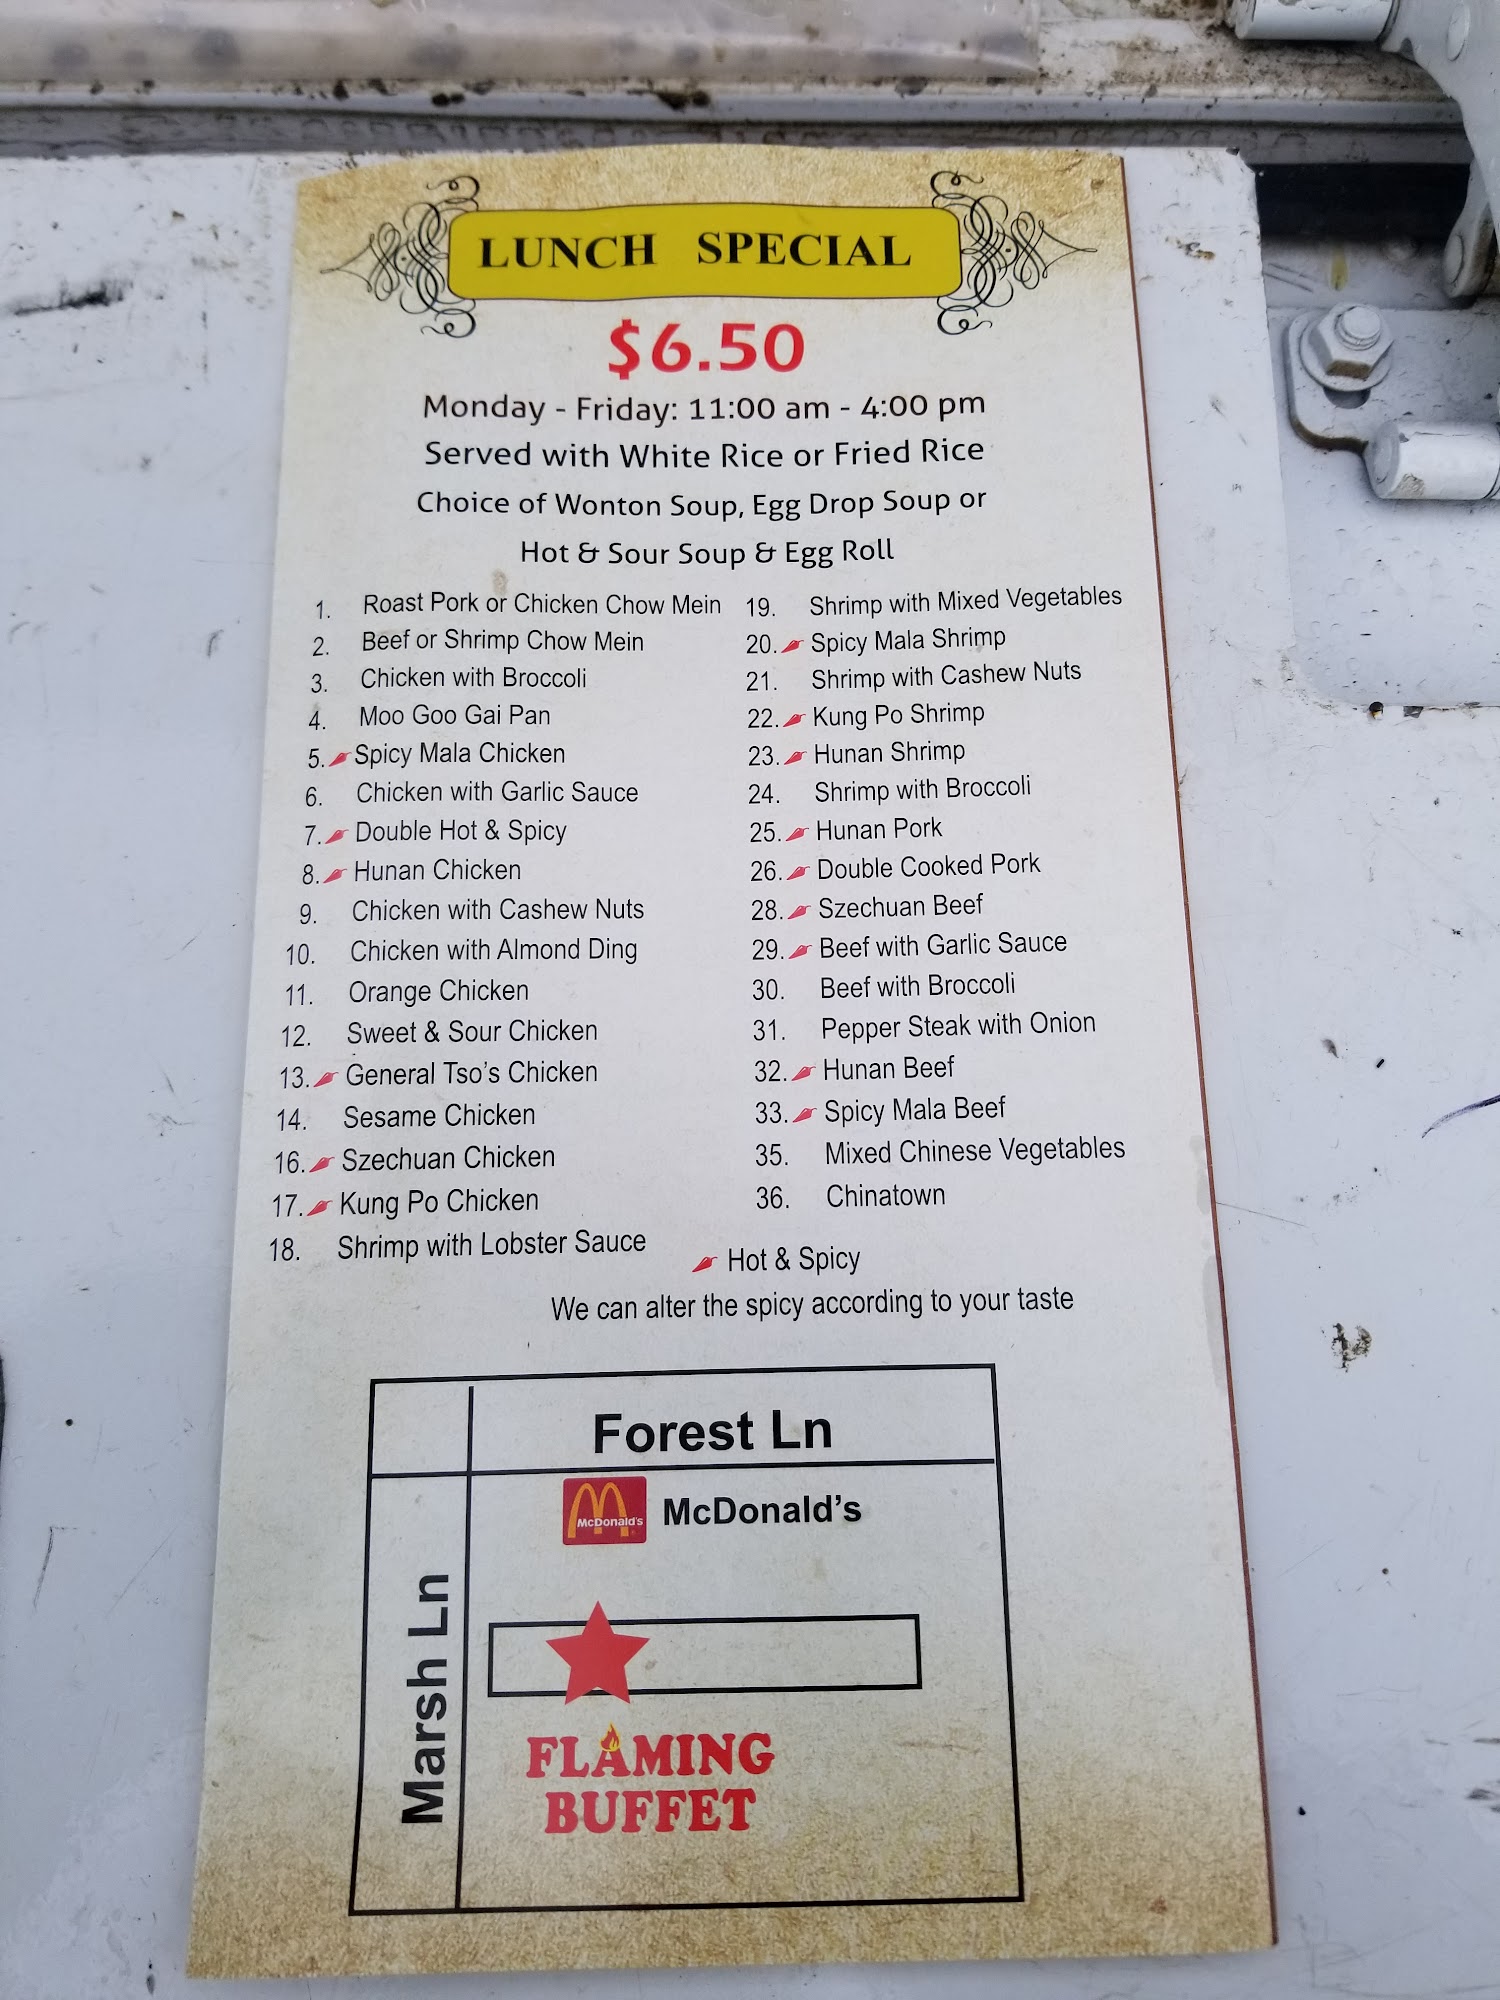 LUNCH SPECIAL
$6.50
Monday - Friday: 11:00 am - 4:00 pm
Served with White Rice or Fried Rice
Choice of Wonton Soup, Egg Drop Soup or
Hot & Sour Soup & Egg Roll
1. Roast Pork or Chicken Chow Mein
2. Beef or Shrimp Chow Mein
3. Chicken with Broccoli
4. Moo Goo Gai Pan
5. Spicy Mala Chicken
6. Chicken with Garlic Sauce
7. Double Hot & Spicy
8. Hunan Chicken
9. Chicken with Cashew Nuts
10. Chicken with Almond Ding
11. Orange Chicken
12. Sweet & Sour Chicken
13. General Tso's Chicken
14. Sesame Chicken
16. Szechuan Chicken
17. Kung Po Chicken
18. Shrimp with Lobster Sauce
19. Shrimp with Mixed Vegetables
20. Spicy Mala Shrimp
21. Shrimp with Cashew Nuts
22. Kung Po Shrimp
23. Hunan Shrimp
24. Shrimp with Broccoli
25. Hunan Pork
26. Double Cooked Pork
28. Szechuan Beef
29. Beef with Garlic Sauce
30. Beef with Broccoli
31. Pepper Steak with Onion
32. Hunan Beef
33. Spicy Mala Beef
35. Mixed Chinese Vegetables
36. Chinatown
Hot & Spicy
We can alter the spicy according to your taste
Forest Ln
McDonald's
McDonald's
Marsh Ln
FLAMING
BUFFET